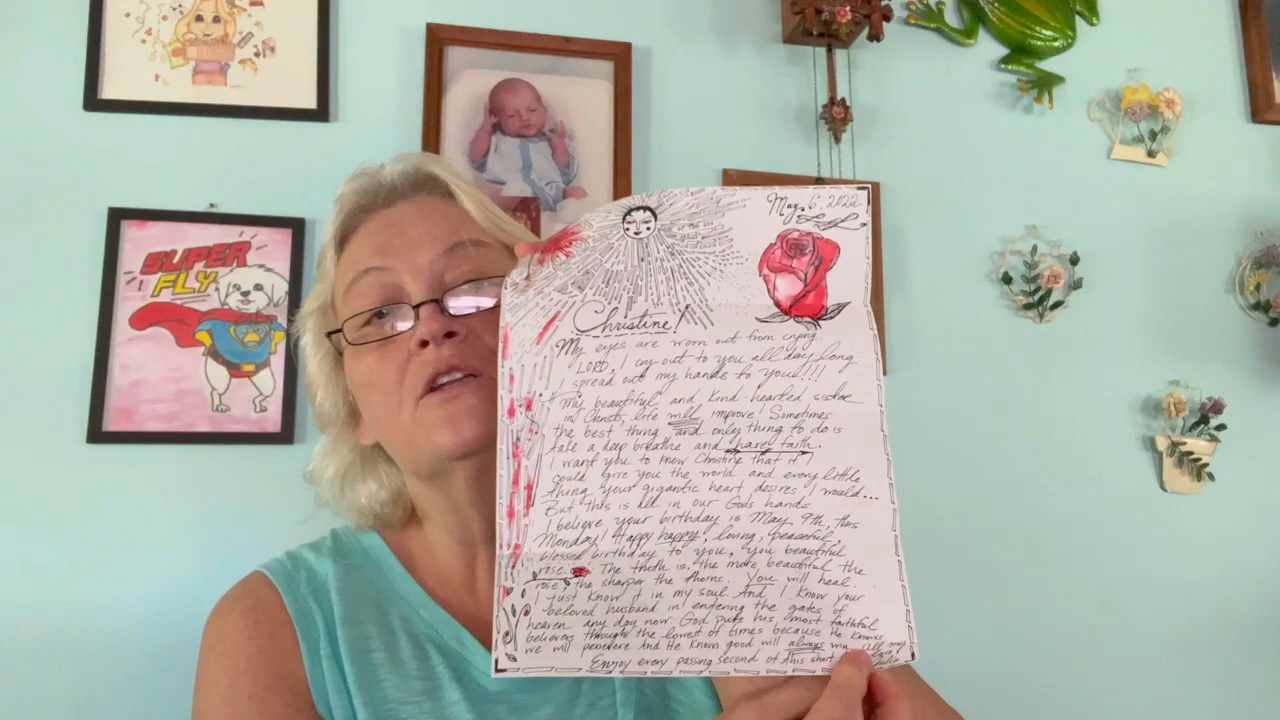 SUPER
FLY
May 6, 2022
Christine!
My eyes are worn out from crying.
LORD, I cry out to you all day long
I spread out my hands to you!!!
My beautiful and kind-hearted sister
in Christ, life will improve! Sometimes
the best thing and only thing to do is
take a deep breathe and have faith.
I want you to know Christine that if I
could give you the world and every little
thing your gigantic heart desires I would...
But this is all in our Gods hands
I believe your birthday is May 9th, this
Monday! Happy happy, loving, peaceful,
blessed birthday to you, you beautiful
rose. The truth is, the more beautiful the
rose the sharper the thorns. You will heal.
I just know it in my soul. And I know your
beloved husband in entering the gates of
heaven any day now. God puts his most faithful
believers through the lowest of times because He knows
we will persevere And He knows good will always win. All my
Enjoy every passing second of this short